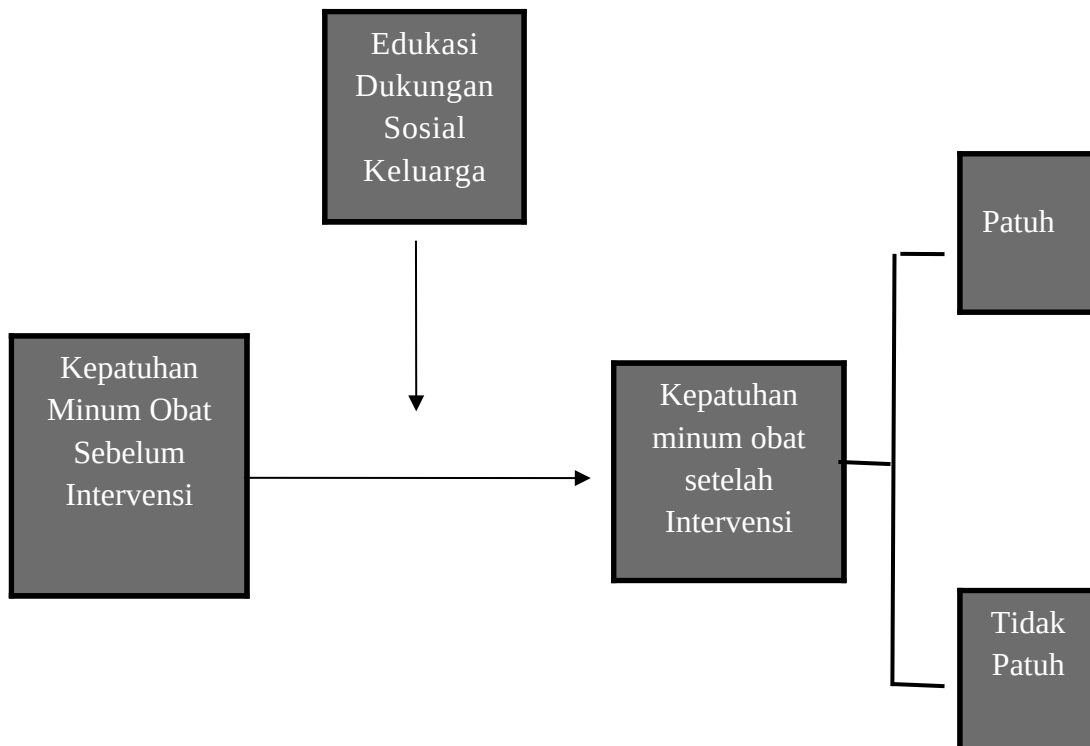 Edukasi
Dukungan
Sosial
Keluarga
Kepatuhan
Minum Obat
Sebelum
Intervensi
Kepatuhan
minum obat
setelah
Intervensi
Patuh
Tidak
Patuh